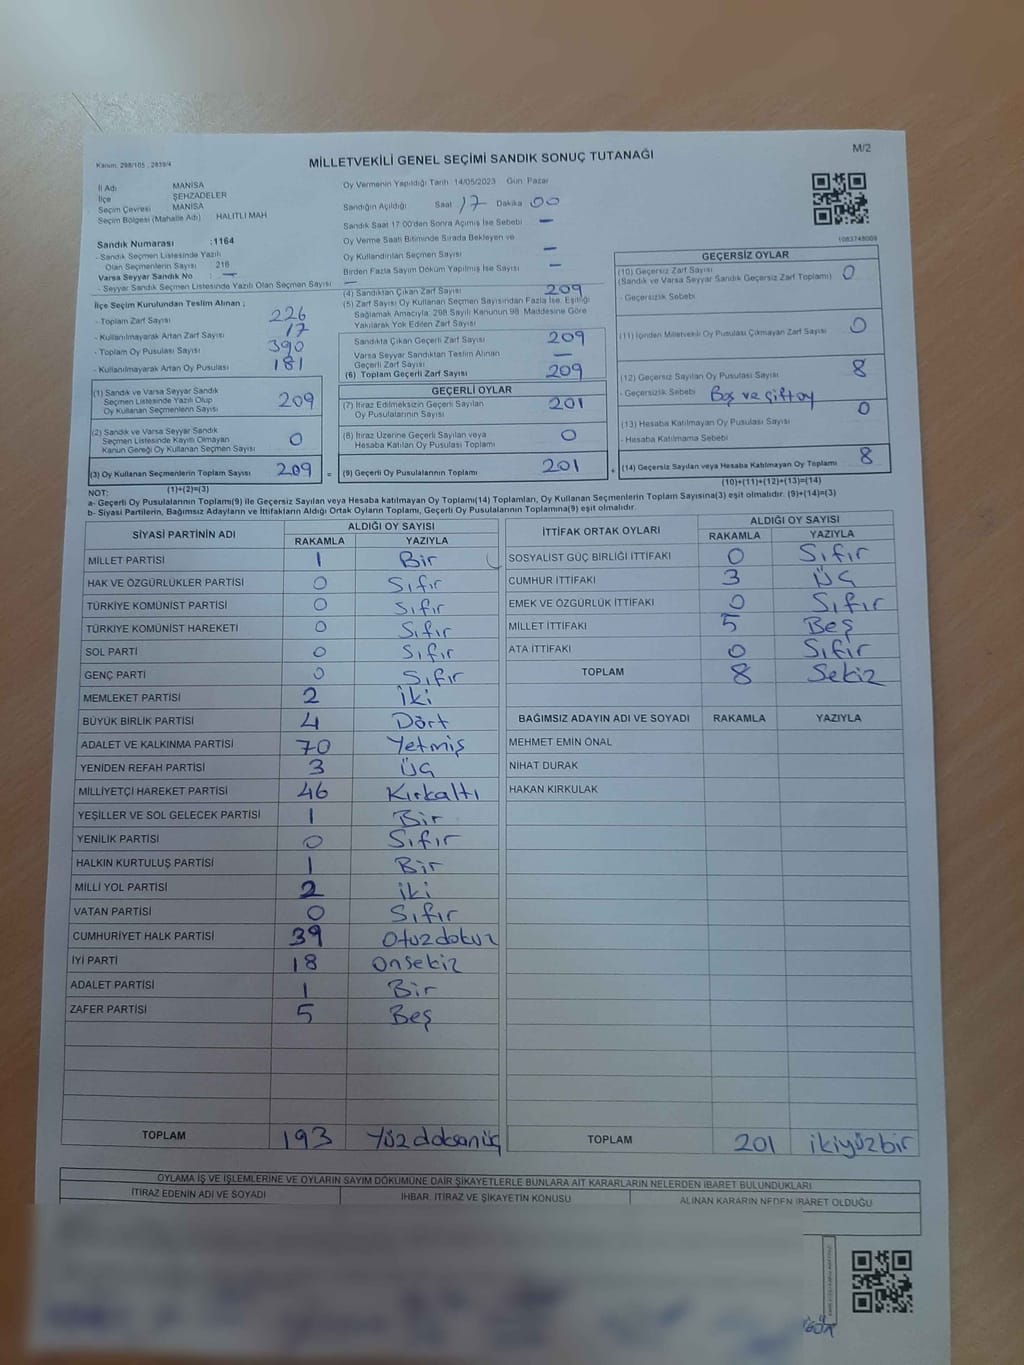 Kanun: 298/105 , 2839/4
MİLLETVEKİLİ GENEL SEÇİMİ SANDIK SONUÇ TUTANAĞI
M/2
İl Adı MANİSA
İlçe ŞEHZADELER
Seçim Çevresi MANİSA
Seçim Bölgesi (Mahalle Adı) HALİTLİ MAH
Sandık Numarası :1164
- Sandık Seçmen Listesinde Yazılı
Olan Seçmenlerin Sayısı : 216
Varsa Seyyar Sandık No : —
- Seyyar Sandık Seçmen Listesinde Yazılı Olan Seçmen Sayısı —
Oy Vermenin Yapıldığı Tarih :14/05/2023 Gün: Pazar
Sandığın Açıldığı Saat 17 Dakika 00
Sandık Saat 17:00'den Sonra Açımış İse Sebebi —
Oy Verme Saati Bitiminde Sırada Bekleyen ve
Oy Kullandırılan Seçmen Sayısı —
Birden Fazla Sayım Döküm Yapılmış İse Sayısı —
1083748009
İlçe Seçim Kurulundan Teslim Alınan ;
- Toplam Zarf Sayısı 226
- Kullanılmayarak Artan Zarf Sayısı 17
- Toplam Oy Pusulası Sayısı 390
- Kullanılmayarak Artan Oy Pusulası 181
(1) Sandık ve Varsa Seyyar Sandık
Seçmen Listesinde Yazılı Olup
Oy Kullanan Seçmenlerin Sayısı 209
(2) Sandık ve Varsa Seyyar Sandık
Seçmen Listesinde Kayıtlı Olmayan
Kanun Gereği Oy Kullanan Seçmen Sayısı 0
(3) Oy Kullanan Seçmenlerin Toplam Sayısı 209 =
(1)+(2)=(3)
(4) Sandıktan Çıkan Zarf Sayısı 209
(5) Zarf Sayısı Oy Kullanan Seçmen Sayısından Fazla İse, Eşitliği
Sağlamak Amacıyla, 298 Sayılı Kanunun 98. Maddesine Göre
Yakılarak Yok Edilen Zarf Sayısı
Sandıkta Çıkan Geçerli Zarf Sayısı 209
Varsa Seyyar Sandıktan Teslim Alınan
Geçerli Zarf Sayısı —
(6) Toplam Geçerli Zarf Sayısı 209
GEÇERLİ OYLAR
(7) İtiraz Edilmeksizin Geçerli Sayılan
Oy Pusulalarının Sayısı 201
(8) İtiraz Üzerine Geçerli Sayılan veya
Hesaba Katılan Oy Pusulası Toplamı 0
(9) Geçerli Oy Pusulalarının Toplamı 201 +
GEÇERSİZ OYLAR
(10) Geçersiz Zarf Sayısı 0
(Sandık ve Varsa Seyyar Sandık Geçersiz Zarf Toplamı)
- Geçersizlik Sebebi
(11) İçinden Milletvekili Oy Pusulası Çıkmayan Zarf Sayısı 0
(12) Geçersiz Sayılan Oy Pusulası Sayısı 8
- Geçersizlik Sebebi Boş ve çift oy
(13) Hesaba Katılmayan Oy Pusulası Sayısı 0
- Hesaba Katılmama Sebebi
(14) Geçersiz Sayılan veya Hesaba Katılmayan Oy Toplamı 8
(10)+(11)+(12)+(13)=(14)
NOT:
a- Geçerli Oy Pusulalarının Toplamı(9) ile Geçersiz Sayılan veya Hesaba katılmayan Oy Toplamı(14) Toplamları, Oy Kullanan Seçmenlerin Toplam Sayısına(3) eşit olmalıdır. (9)+(14)=(3)
b- Siyasi Partilerin, Bağımsız Adayların ve İttifakların Aldığı Oyların Toplamı, Geçerli Oy Pusulalarının Toplamına(9) eşit olmalıdır.
SİYASİ PARTİNİN ADI ALDIĞI OY SAYISI
RAKAMLA YAZIYLA
MİLLET PARTİSİ 1 Bir
HAK VE ÖZGÜRLÜKLER PARTİSİ 0 Sıfır
TÜRKİYE KOMÜNİST PARTİSİ 0 Sıfır
TÜRKİYE KOMÜNİST HAREKETİ 0 Sıfır
SOL PARTİ 0 Sıfır
GENÇ PARTİ 0 Sıfır
MEMLEKET PARTİSİ 2 İki
BÜYÜK BİRLİK PARTİSİ 4 Dört
ADALET VE KALKINMA PARTİSİ 70 Yetmiş
YENİDEN REFAH PARTİSİ 3 Üç
MİLLİYETÇİ HAREKET PARTİSİ 46 Kırkaltı
YEŞİLLER VE SOL GELECEK PARTİSİ 1 Bir
YENİLİK PARTİSİ 0 Sıfır
HALKIN KURTULUŞ PARTİSİ 1 Bir
MİLLİ YOL PARTİSİ 2 iki
VATAN PARTİSİ 0 Sıfır
CUMHURİYET HALK PARTİSİ 39 Otuzdokuz
İYİ PARTİ 18 Onsekiz
ADALET PARTİSİ 1 Bir
ZAFER PARTİSİ 5 Beş
TOPLAM 193 Yüzdoksanüç
İTTİFAK ORTAK OYLARI ALDIĞI OY SAYISI
RAKAMLA YAZIYLA
SOSYALİST GÜÇ BİRLİĞİ İTTİFAKI 0 Sıfır
CUMHUR İTTİFAKI 3 Üç
EMEK VE ÖZGÜRLÜK İTTİFAKI 0 Sıfır
MİLLET İTTİFAKI 5 Beş
ATA İTTİFAKI 0 Sıfır
TOPLAM 8 Sekiz
BAĞIMSIZ ADAYIN ADI VE SOYADI RAKAMLA YAZIYLA
MEHMET EMİN ÖNAL
NİHAT DURAK
HAKAN KIRKULAK
TOPLAM 201 ikiyüzbir
OYLAMA İŞ VE İŞLEMLERİNE VE OYLARIN SAYIM DÖKÜMÜNE DAİR ŞİKAYETLERLE BUNLARA AİT KARARLARIN NELERDEN İBARET BULUNDUKLARI
İTİRAZ EDENİN ADI VE SOYADI İHBAR, İTİRAZ VE ŞİKAYETİN KONUSU ALINAN KARARIN NEDEN İBARET OLDUĞU